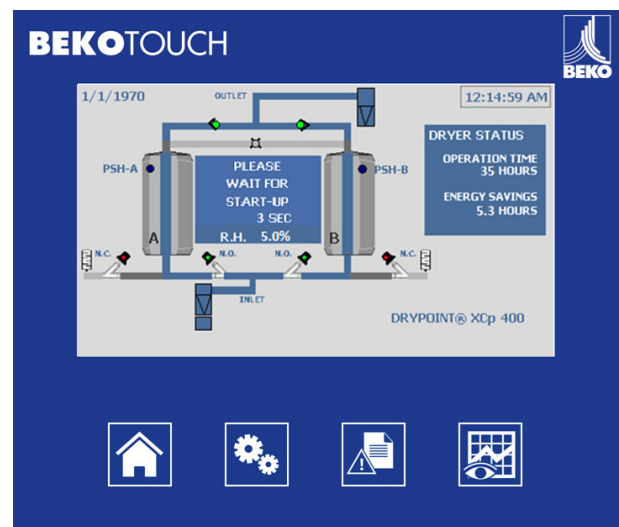 BEKOTOUCH
BEKO
1/1/1970
OUTLET
12:14:59 AM
DRYER STATUS
OPERATION TIME
35 HOURS
ENERGY SAVINGS
5.3 HOURS
PSH-A
PLEASE
WAIT FOR
START-UP
3 SEC
R.H. 5.0%
PSH-B
A
B
N.C.
N.O.
N.O.
N.C.
INLET
DRYPOINT® XCp 400